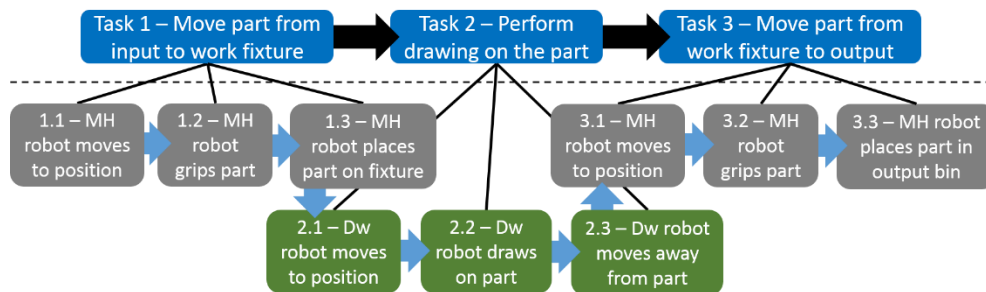 Task 1 – Move part from
input to work fixture
Task 2 – Perform
drawing on the part
Task 3 – Move part from
work fixture to output
1.1 – MH
robot moves
to position
1.2 – MH
robot
grips part
1.3 – MH
robot places
part on fixture
3.1 – MH
robot moves
to position
3.2 – MH
robot
grips part
3.3 – MH robot
places part in
output bin
2.1 – Dw
robot moves
to position
2.2 – Dw
robot draws
on part
2.3 – Dw robot
moves away
from part